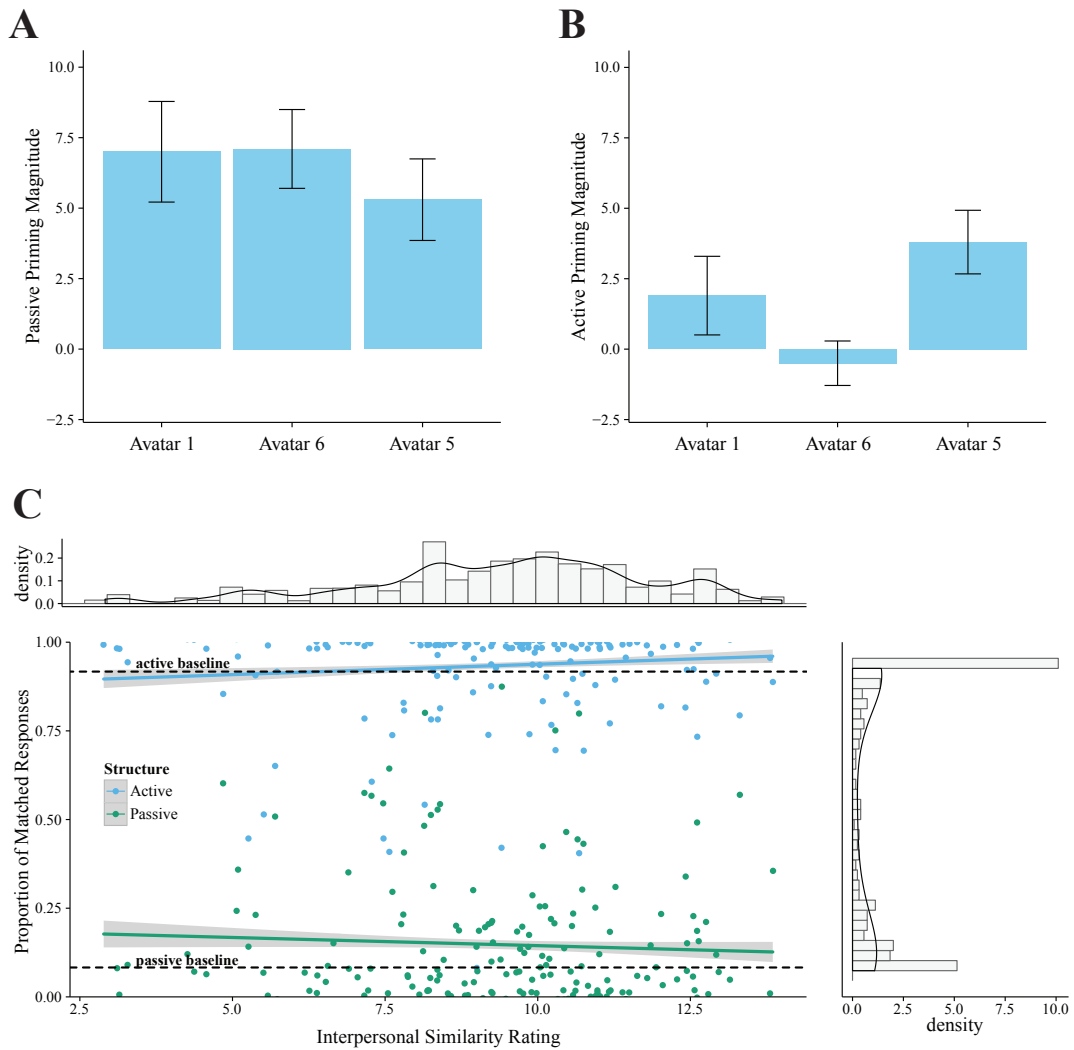 A
10.0
7.5
5.0
2.5
0.0
−2.5
Passive Priming Magnitude
Avatar 1
Avatar 6
Avatar 5
B
10.0
7.5
5.0
2.5
0.0
−2.5
Active Priming Magnitude
Avatar 1
Avatar 6
Avatar 5
C
density
0.2
0.1
0.0
1.00
0.75
0.50
0.25
0.00
Proportion of Matched Responses
active baseline
Structure
Active
Passive
passive baseline
2.5
5.0
7.5
10.0
12.5
Interpersonal Similarity Rating
0.0
2.5
5.0
7.5
10.0
density